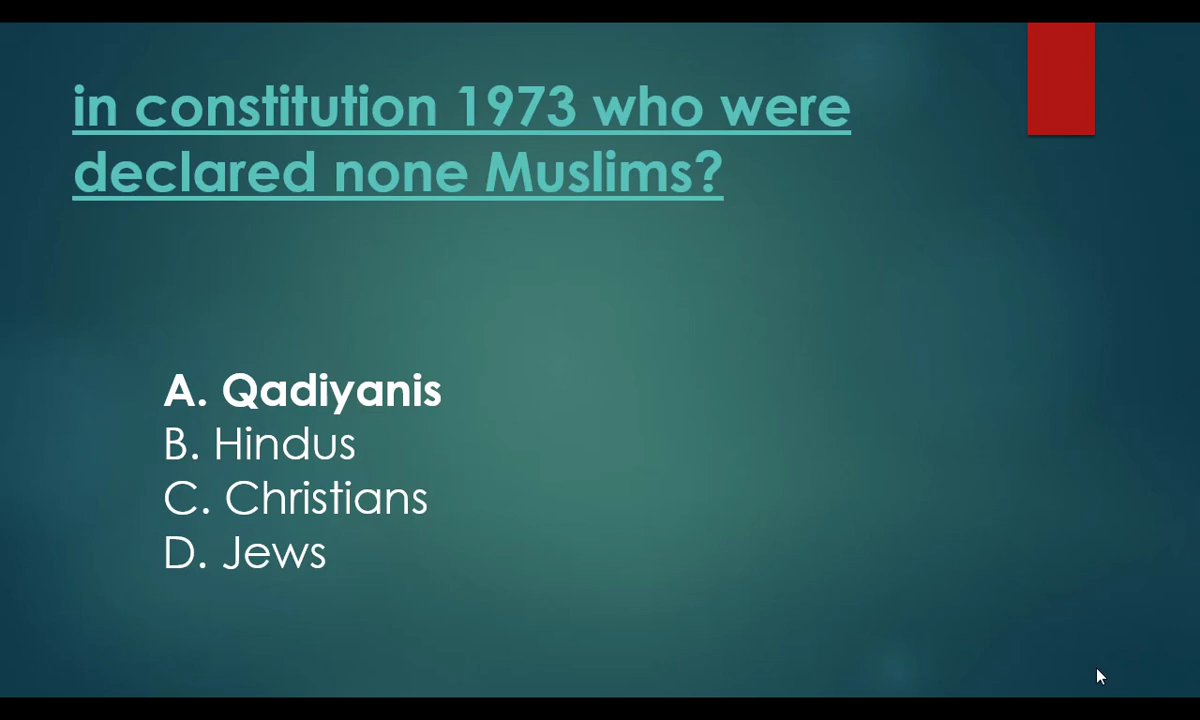 in constitution 1973 who were
declared none Muslims?
A. Qadiyanis
B. Hindus
C. Christians
D. Jews